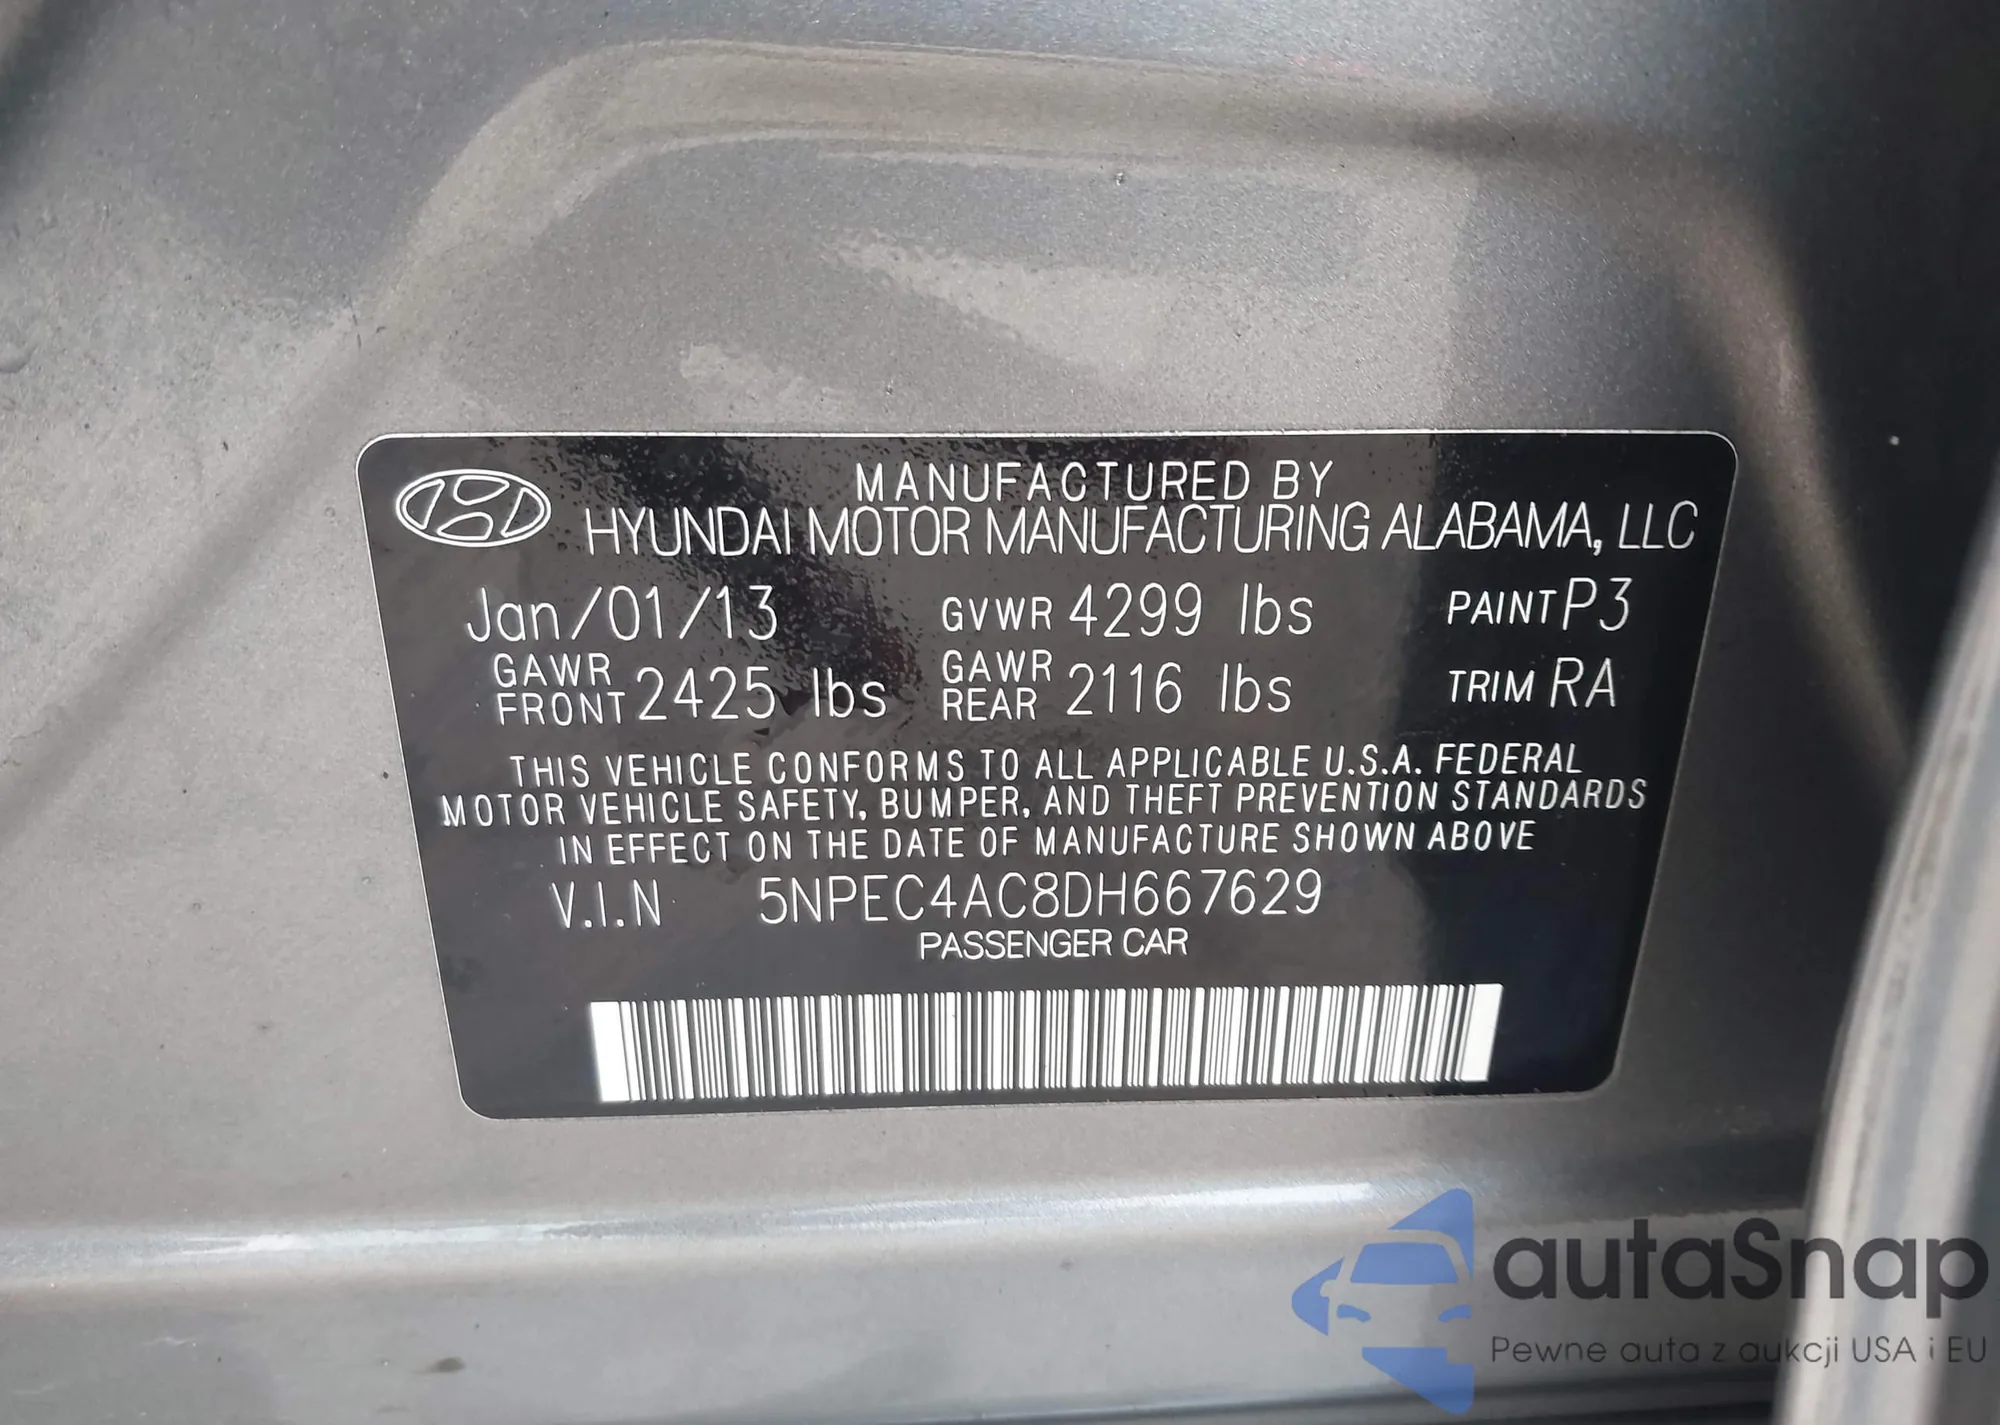 MANUFACTURED BY
HYUNDAI MOTOR MANUFACTURING ALABAMA, LLC
Jan/01/13 GVWR 4299 lbs PAINT P3
GAWR FRONT 2425 lbs GAWR REAR 2116 lbs TRIM RA
THIS VEHICLE CONFORMS TO ALL APPLICABLE U.S.A. FEDERAL
MOTOR VEHICLE SAFETY, BUMPER, AND THEFT PREVENTION STANDARDS
IN EFFECT ON THE DATE OF MANUFACTURE SHOWN ABOVE
V.I.N 5NPEC4AC8DH667629
PASSENGER CAR
autaSnap
Pewne auta z aukcji USA i EU